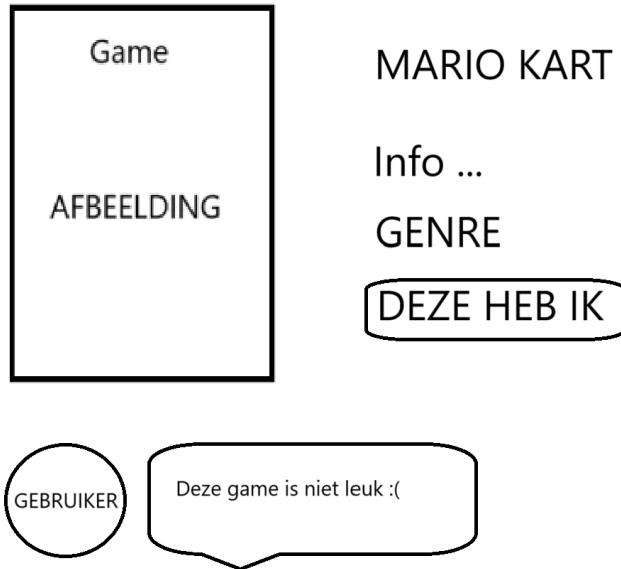 Game
AFBEELDING
MARIO KART
Info ...
GENRE
DEZE HEB IK
GEBRUIKER
Deze game is niet leuk :(